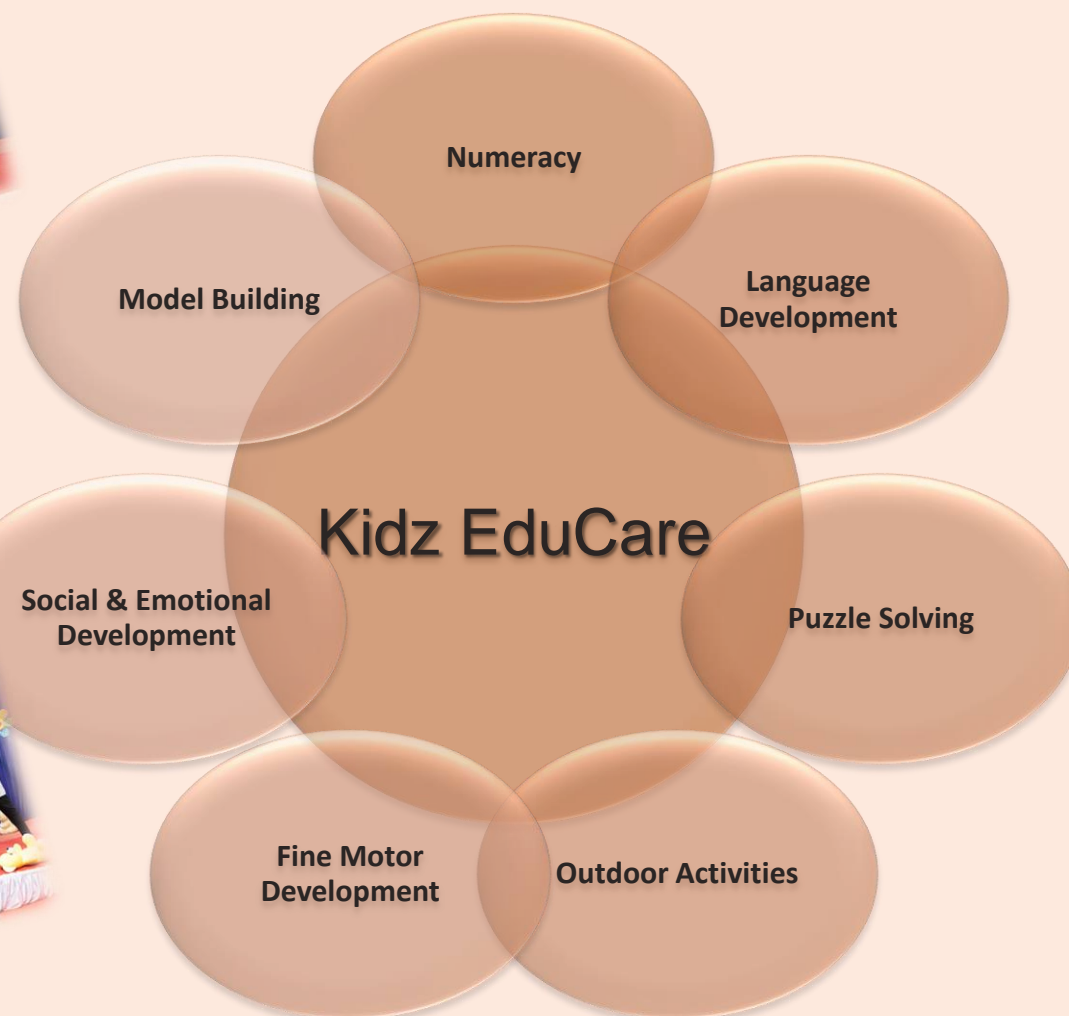 Numeracy
Language
Development
Model Building
Kidz EduCare
Social & Emotional
Development
Puzzle Solving
Fine Motor
Development
Outdoor Activities